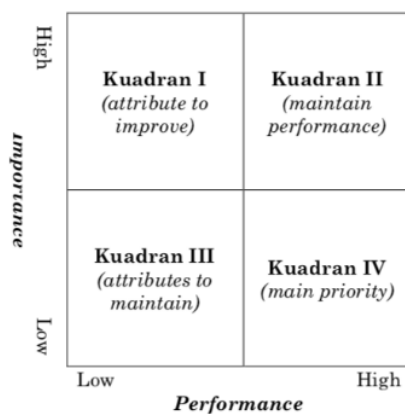 High
Kuadran I
(attribute to
improve)
Kuadran II
(maintain
performance)
Importance
Kuadran III
(attributes to
maintain)
Kuadran IV
(main priority)
Low
Low
High
Performance